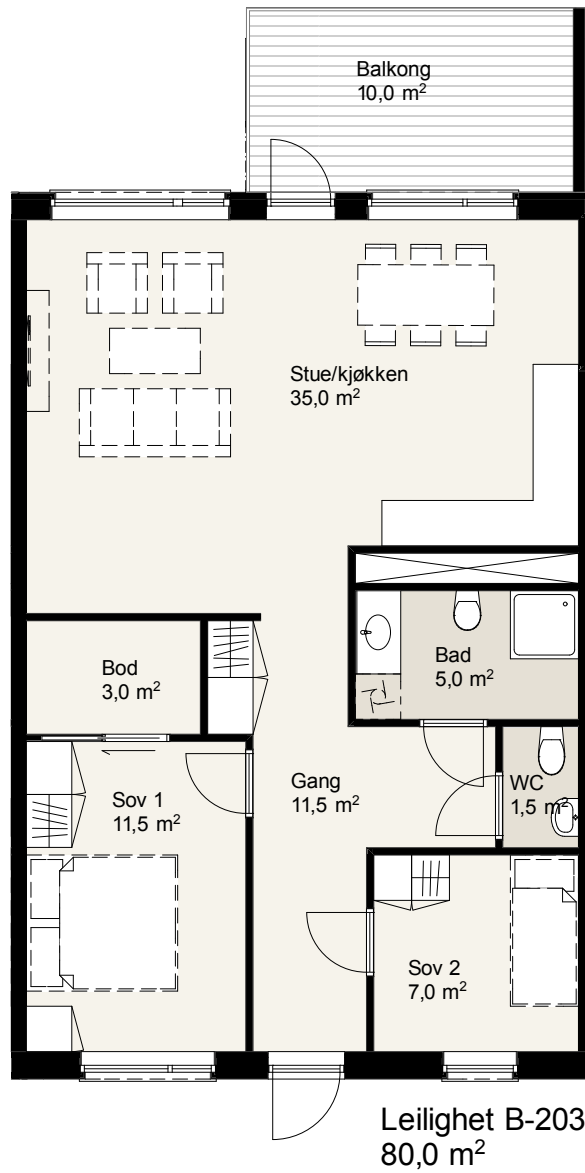 Balkong
10,0 m²
Stue/kjøkken
35,0 m²
Bod
3,0 m²
Bad
5,0 m²
Gang
11,5 m²
WC
1,5 m²
Sov 1
11,5 m²
Sov 2
7,0 m²
Leilighet B-203
80,0 m²